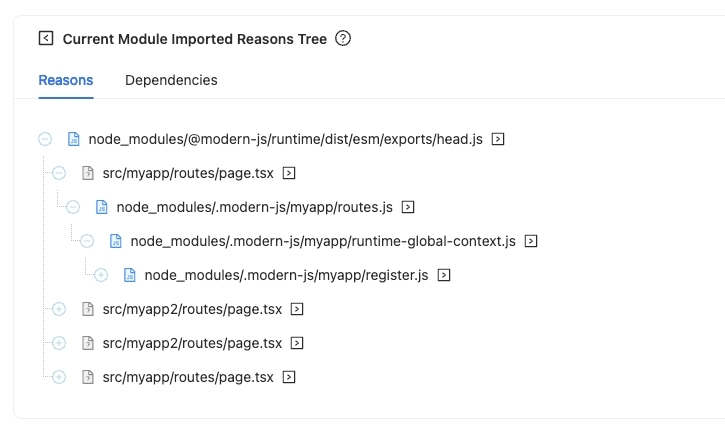 Current Module Imported Reasons Tree ?
Reasons Dependencies
node_modules/@modern-js/runtime/dist/esm/exports/head.js
src/myapp/routes/page.tsx
node_modules/.modern-js/myapp/routes.js
node_modules/.modern-js/myapp/runtime-global-context.js
node_modules/.modern-js/myapp/register.js
src/myapp2/routes/page.tsx
src/myapp2/routes/page.tsx
src/myapp/routes/page.tsx